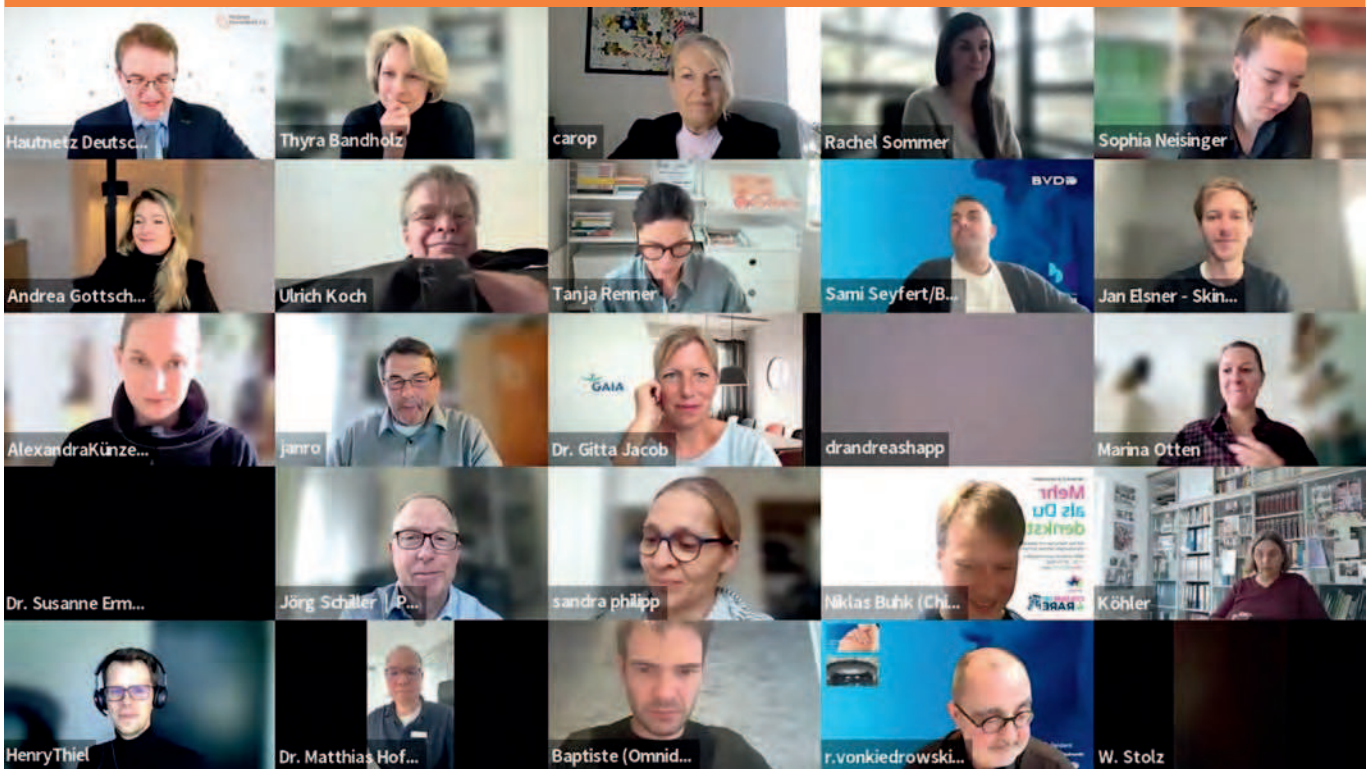 Hautnetz Deutsc...
Thyra Bandholz
carop
Rachel Sommer
Sophia Neisinger
BVDD
Andrea Gottsch...
Ulrich Koch
Tanja Renner
Sami Seyfert/B...
Jan Elsner - Skin...
AlexandraKünze...
janro
GAIA
Dr. Gitta Jacob
drandreashapp
Marina Otten
Mehr
als Du
denkst
RARE
Dr. Susanne Erm...
Jörg Schiller | P...
sandra philipp
Niklas Buhk (Chi...
Köhler
HenryThiel
Dr. Matthias Hof...
Baptiste (Omnid...
r.vonkiedrowski...
W. Stolz